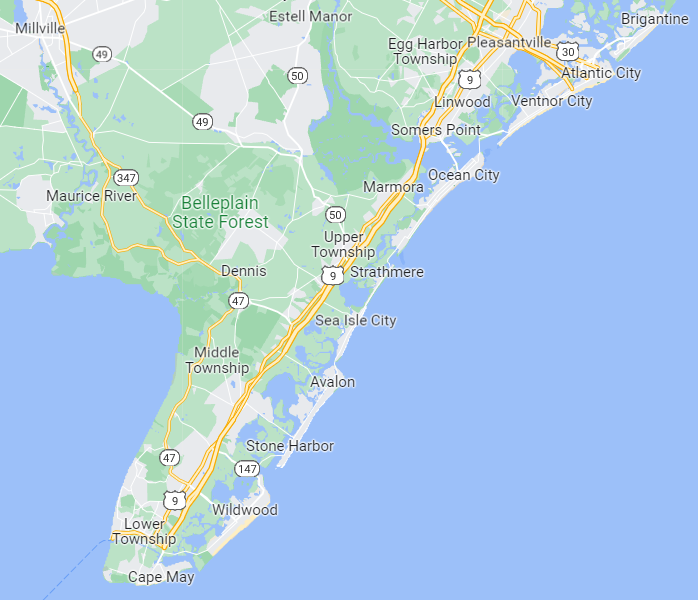 Brigantine
Estell Manor
Millville
Egg Harbor
Township
Pleasantville
30
49
Atlantic City
50
9
Linwood
Ventnor City
49
Somers Point
347
Ocean City
Maurice River
Marmora
Belleplain
State Forest
50
Upper
Township
Dennis
9
Strathmere
47
Sea Isle City
Middle
Township
Avalon
Stone Harbor
47
147
9
Wildwood
Lower
Township
Cape May